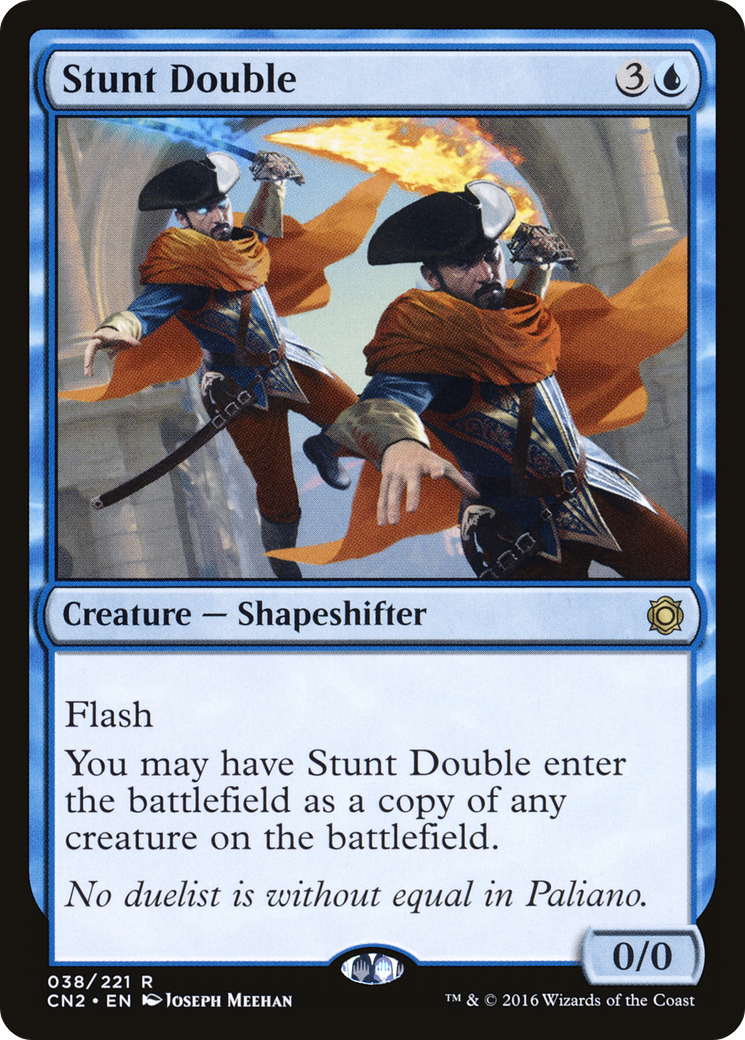 Stunt Double 3
Creature — Shapeshifter
Flash
You may have Stunt Double enter
the battlefield as a copy of any
creature on the battlefield.
No duelist is without equal in Paliano.
0/0
038/221 R
CN2 • EN Joseph Meehan
™ & © 2016 Wizards of the Coast